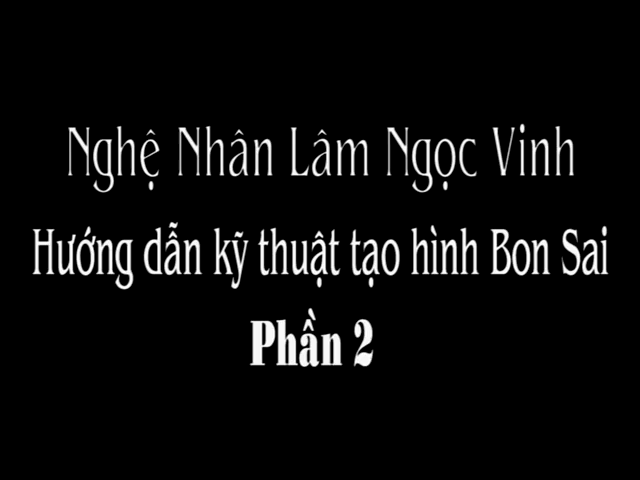 Nghệ Nhân Lâm Ngọc Vinh
Hướng dẫn kỹ thuật tạo hình Bon Sai
Phần 2